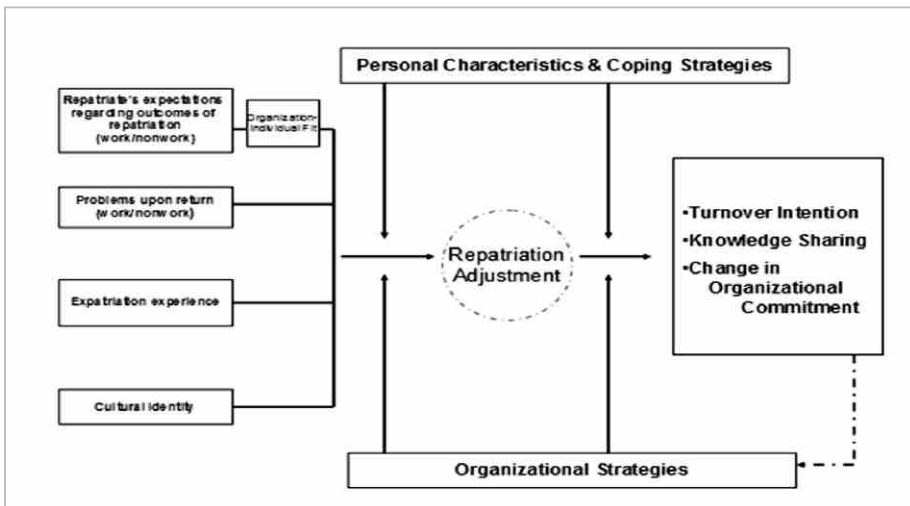 Personal Characteristics & Coping Strategies
Repatriate's expectations
regarding outcomes of
repatriation
(work/nonwork)
Organization-
Individual Fit
Problems upon return
(work/nonwork)
Expatriation experience
Cultural Identity
Repatriation
Adjustment
•Turnover Intention
•Knowledge Sharing
•Change in
Organizational
Commitment
Organizational Strategies